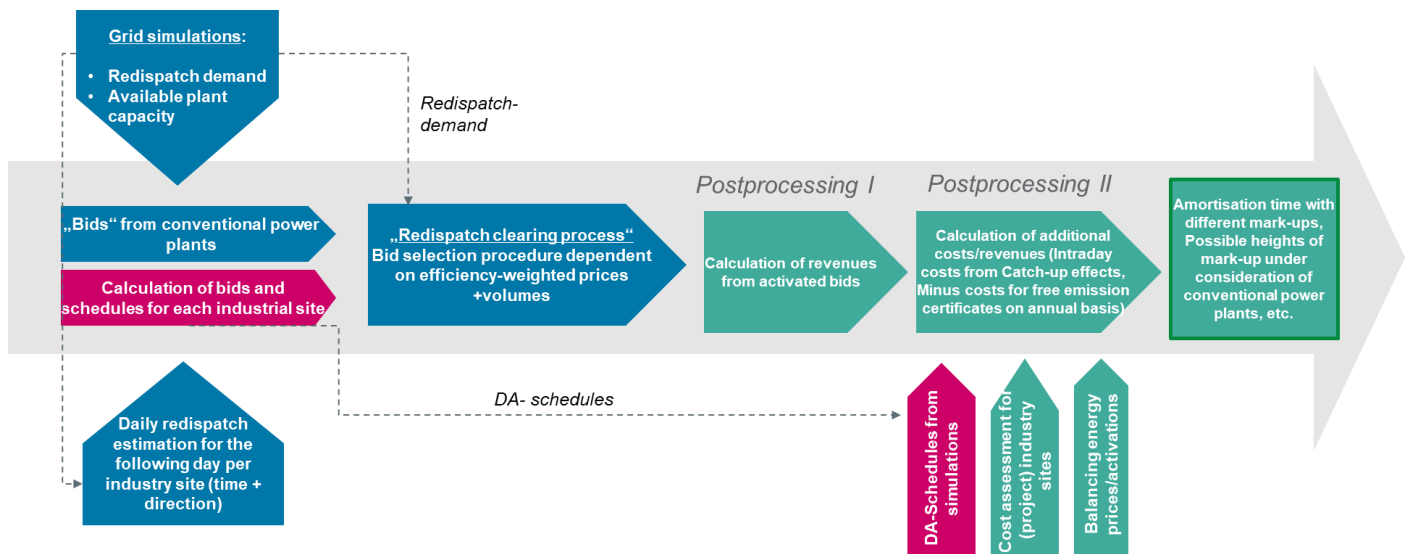 Grid simulations:
• Redispatch demand
• Available plant
capacity
Redispatch-
demand
„Bids“ from conventional power
plants
Calculation of bids and
schedules for each industrial site
„Redispatch clearing process“
Bid selection procedure dependent
on efficiency-weighted prices
+volumes
Postprocessing I
Calculation of revenues
from activated bids
Postprocessing II
Calculation of additional
costs/revenues (Intraday
costs from Catch-up effects,
Minus costs for free emission
certificates on annual basis)
Amortisation time with
different mark-ups,
Possible heights of
mark-up under
consideration of
conventional power
plants, etc.
Daily redispatch
estimation for the
following day per
industry site (time +
direction)
DA- schedules
DA-Schedules from
simulations
Cost assessment for
(project) industry
sites
Balancing energy
prices/activations